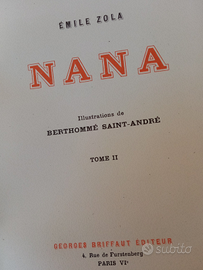 ÉMILE ZOLA
NANA
Illustrations de
BERTHOMMÉ SAINT-ANDRÉ
TOME II
GEORGES BRIFFAUT EDITEUR
4, Rue de Furstenberg
PARIS VIᵉ
subito